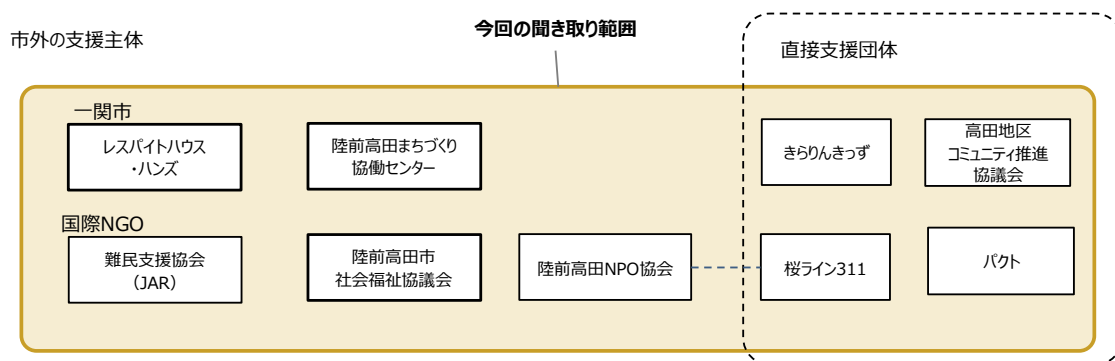 今回の聞き取り範囲
市外の支援主体
直接支援団体
一関市
レスパイトハウス
・ハンズ
陸前高田まちづくり
協働センター
きらりんきっず
高田地区
コミュニティ推進
協議会
国際NGO
難民支援協会
（JAR）
陸前高田市
社会福祉協議会
陸前高田NPO協会
桜ライン311
パクト